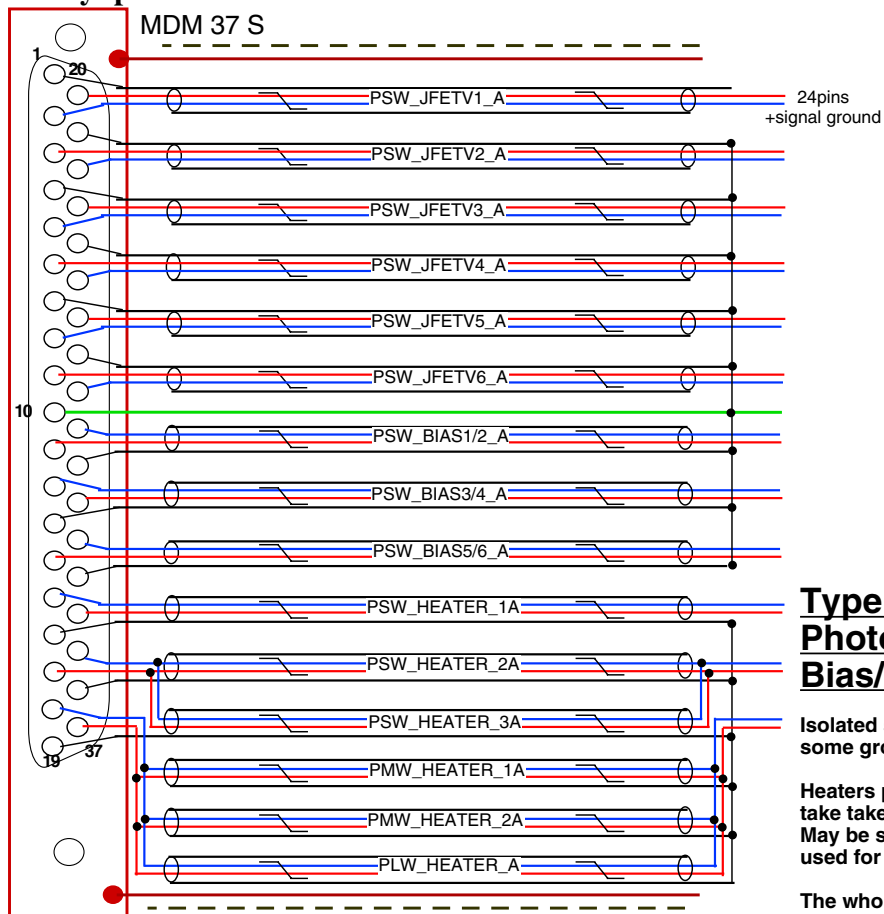 MDM 37 S
1
20
PSW_JFETV1_A
24pins
+signal ground
PSW_JFETV2_A
PSW_JFETV3_A
PSW_JFETV4_A
PSW_JFETV5_A
PSW_JFETV6_A
10
PSW_BIAS1/2_A
PSW_BIAS3/4_A
PSW_BIAS5/6_A
PSW_HEATER_1A
PSW_HEATER_2A
PSW_HEATER_3A
19
37
PMW_HEATER_1A
PMW_HEATER_2A
PLW_HEATER_A
Type
Photo
Bias/
Isolated
some gro
Heaters p
take take
May be s
used for
The who